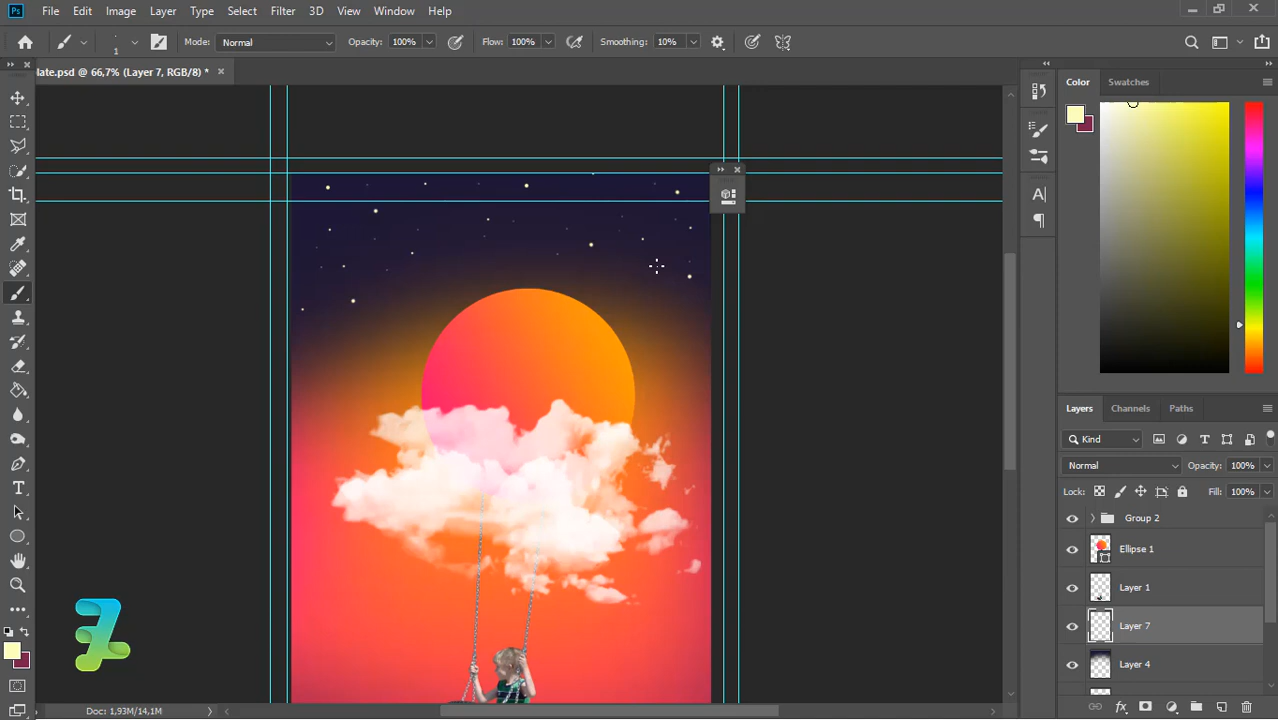 Ps File Edit Image Layer Type Select Filter 3D View Window Help
1 Mode: Normal Opacity: 100% Flow: 100% Smoothing: 10%
late.psd @ 66,7% (Layer 7, RGB/8) * ×
Color Swatches
Layers Channels Paths
Kind
Normal Opacity: 100%
Lock: Fill: 100%
Group 2
Ellipse 1
Layer 1
Layer 7
Layer 4
Doc: 1,93M/14,1M